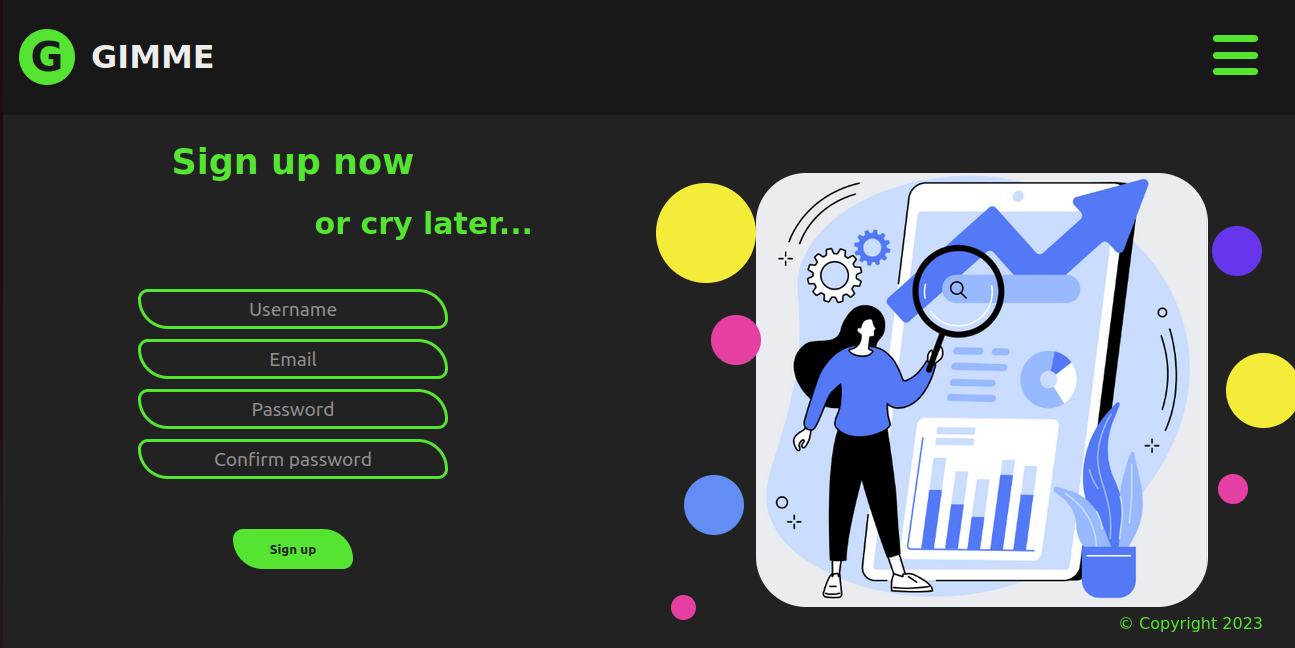 G GIMME
Sign up now
or cry later...
Username
Email
Password
Confirm password
Sign up
© Copyright 2023